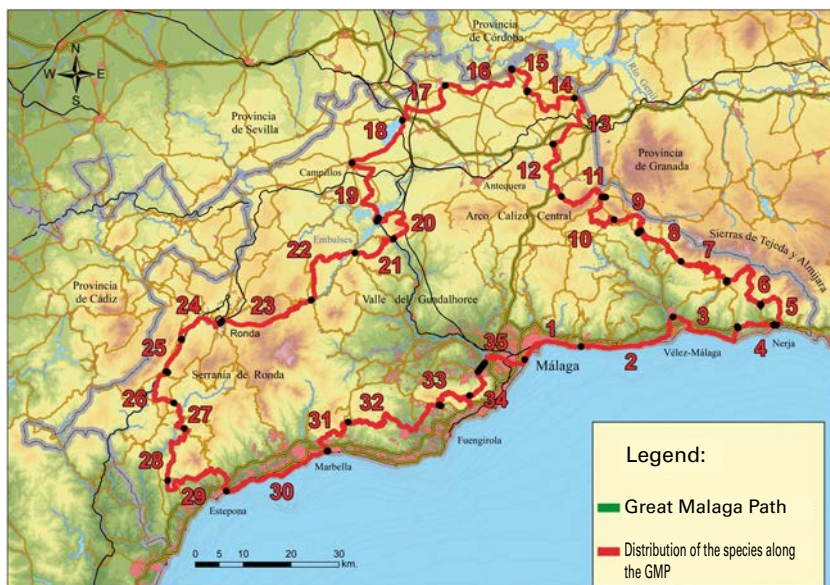 Provincia
de Córdoba
N
W E
S
15
16
14
17
Río Genil
Provincia
de Sevilla
18
13
Provincia
de Granada
12
Campillos
Antequera
11
19
Arco Calizo Central
9
20
10
Sierras de Tejeda y Almijara
Embalses
22
21
8
7
Provincia
de Cádiz
Valle del Guadalhorce
6
24
23
5
Ronda
1
3
25
35
Málaga
2
Vélez-Málaga
4
Nerja
Serranía de Ronda
26
33
27
32
34
31
Fuengirola
28
Marbella
29
30
Estepona
0 5 10 20 30
km.
Legend:
Great Malaga Path
Distribution of the species along
the GMP